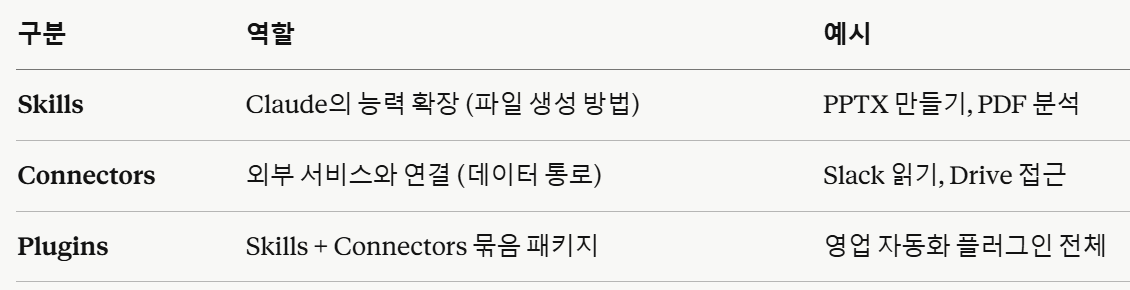 구분 역할 예시
Skills Claude의 능력 확장 (파일 생성 방법) PPTX 만들기, PDF 분석
Connectors 외부 서비스와 연결 (데이터 통로) Slack 읽기, Drive 접근
Plugins Skills + Connectors 묶음 패키지 영업 자동화 플러그인 전체